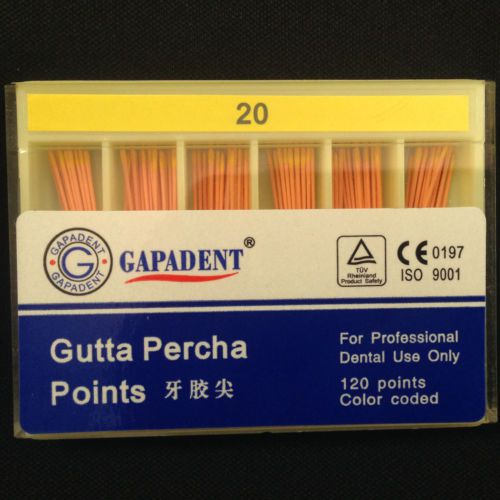 20
GAPADENT
G
GAPADENT
GAPADENT®
TÜV
Rheinland
Product Safety
CE 0197
ISO 9001
Gutta Percha
Points 牙胶尖
For Professional
Dental Use Only
120 points
Color coded